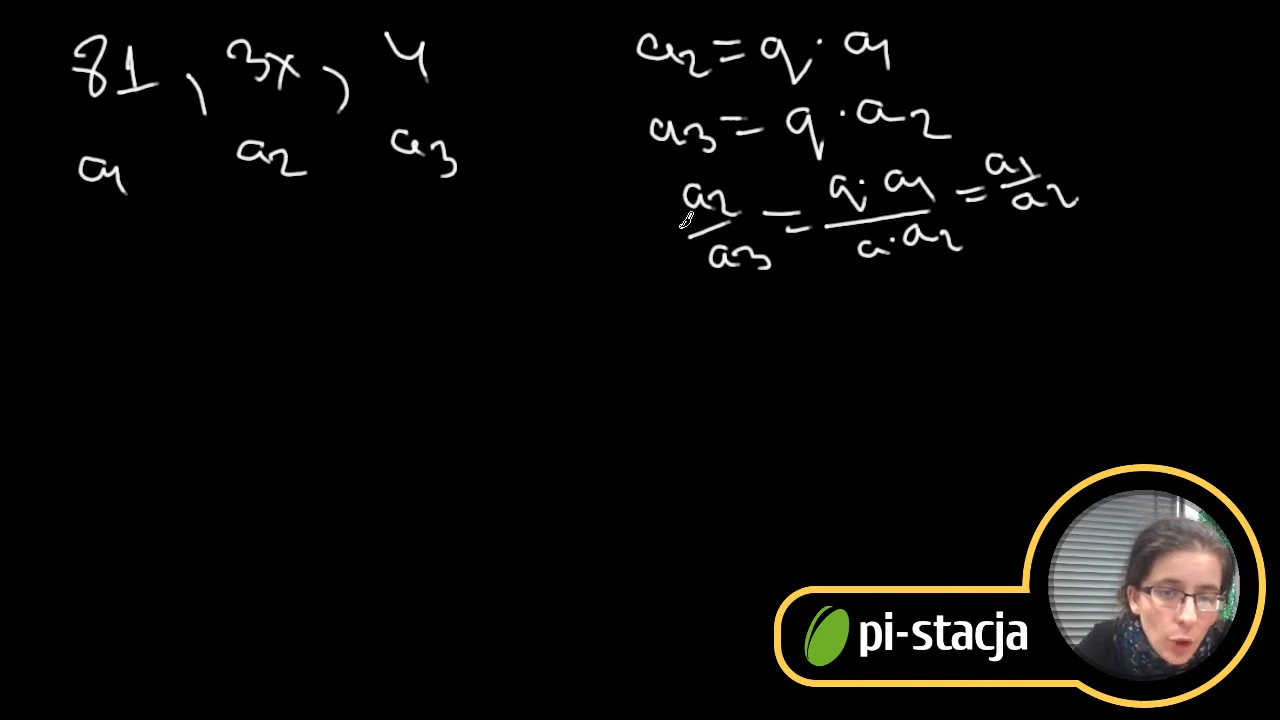 81, 3x, 4
a1 a2 a3
a2 = q · a1
a3 = q · a2
a2/a3 = q · a1/a · a2 = a1/a2
pi-stacja